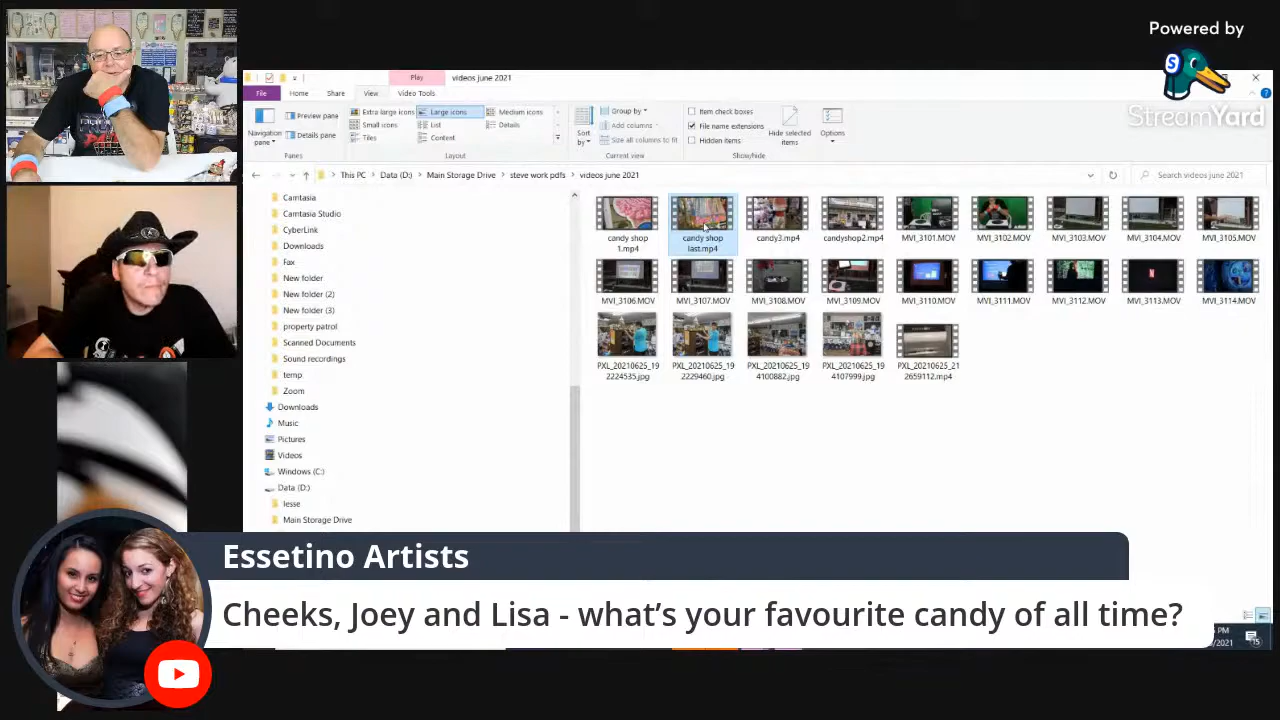 Powered by
S
StreamYard
Play
videos june 2021
File
Home
Share
View
Video Tools
Navigation pane
Preview pane
Details pane
Panes
Extra large icons
Large icons
Medium icons
Small icons
List
Details
Tiles
Content
Layout
Sort by
Group by
Add columns
Size all columns to fit
Current view
Item check boxes
File name extensions
Hidden items
Hide selected items
Options
Show/hide
This PC > Data (D:) > Main Storage Drive > steve work pdfs > videos june 2021
Search videos june 2021
Camtasia
Camtasia Studio
CyberLink
Downloads
Fax
New folder
New folder (2)
New folder (3)
property patrol
Scanned Documents
Sound recordings
temp
Zoom
Downloads
Music
Pictures
Videos
Windows (C:)
Data (D:)
Main Storage Drive
candy shop 1.mp4
candy shop last.mp4
candy3.mp4
candyshop2.mp4
MVI_3101.MOV
MVI_3102.MOV
MVI_3103.MOV
MVI_3104.MOV
MVI_3105.MOV
MVI_3106.MOV
MVI_3107.MOV
MVI_3108.MOV
MVI_3109.MOV
MVI_3110.MOV
MVI_3111.MOV
MVI_3112.MOV
MVI_3113.MOV
MVI_3114.MOV
PXL_20210625_192224535.jpg
PXL_20210625_192229460.jpg
PXL_20210625_194100882.jpg
PXL_20210625_194107999.jpg
PXL_20210625_212659112.mp4
Essetino Artists
Cheeks, Joey and Lisa - what's your favourite candy of all time?
PM
/2021
15